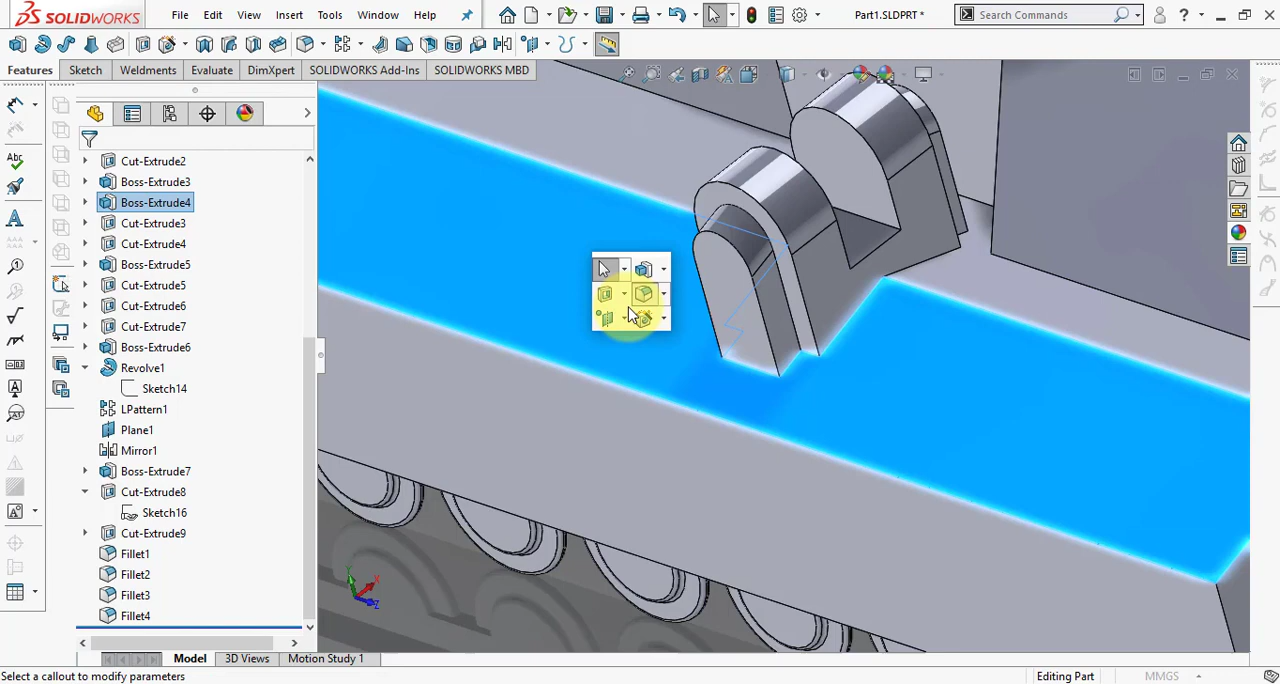 SOLIDWORKS File Edit View Insert Tools Window Help Part1.SLDPRT * Search Commands ?
Features Sketch Weldments Evaluate DimXpert SOLIDWORKS Add-Ins SOLIDWORKS MBD
Cut-Extrude2
Boss-Extrude3
Boss-Extrude4
Cut-Extrude3
Cut-Extrude4
Boss-Extrude5
Cut-Extrude5
Cut-Extrude6
Cut-Extrude7
Boss-Extrude6
Revolve1
Sketch14
LPattern1
Plane1
Mirror1
Boss-Extrude7
Cut-Extrude8
Sketch16
Cut-Extrude9
Fillet1
Fillet2
Fillet3
Fillet4
Model 3D Views Motion Study 1
Select a callout to modify parameters Editing Part MMGS